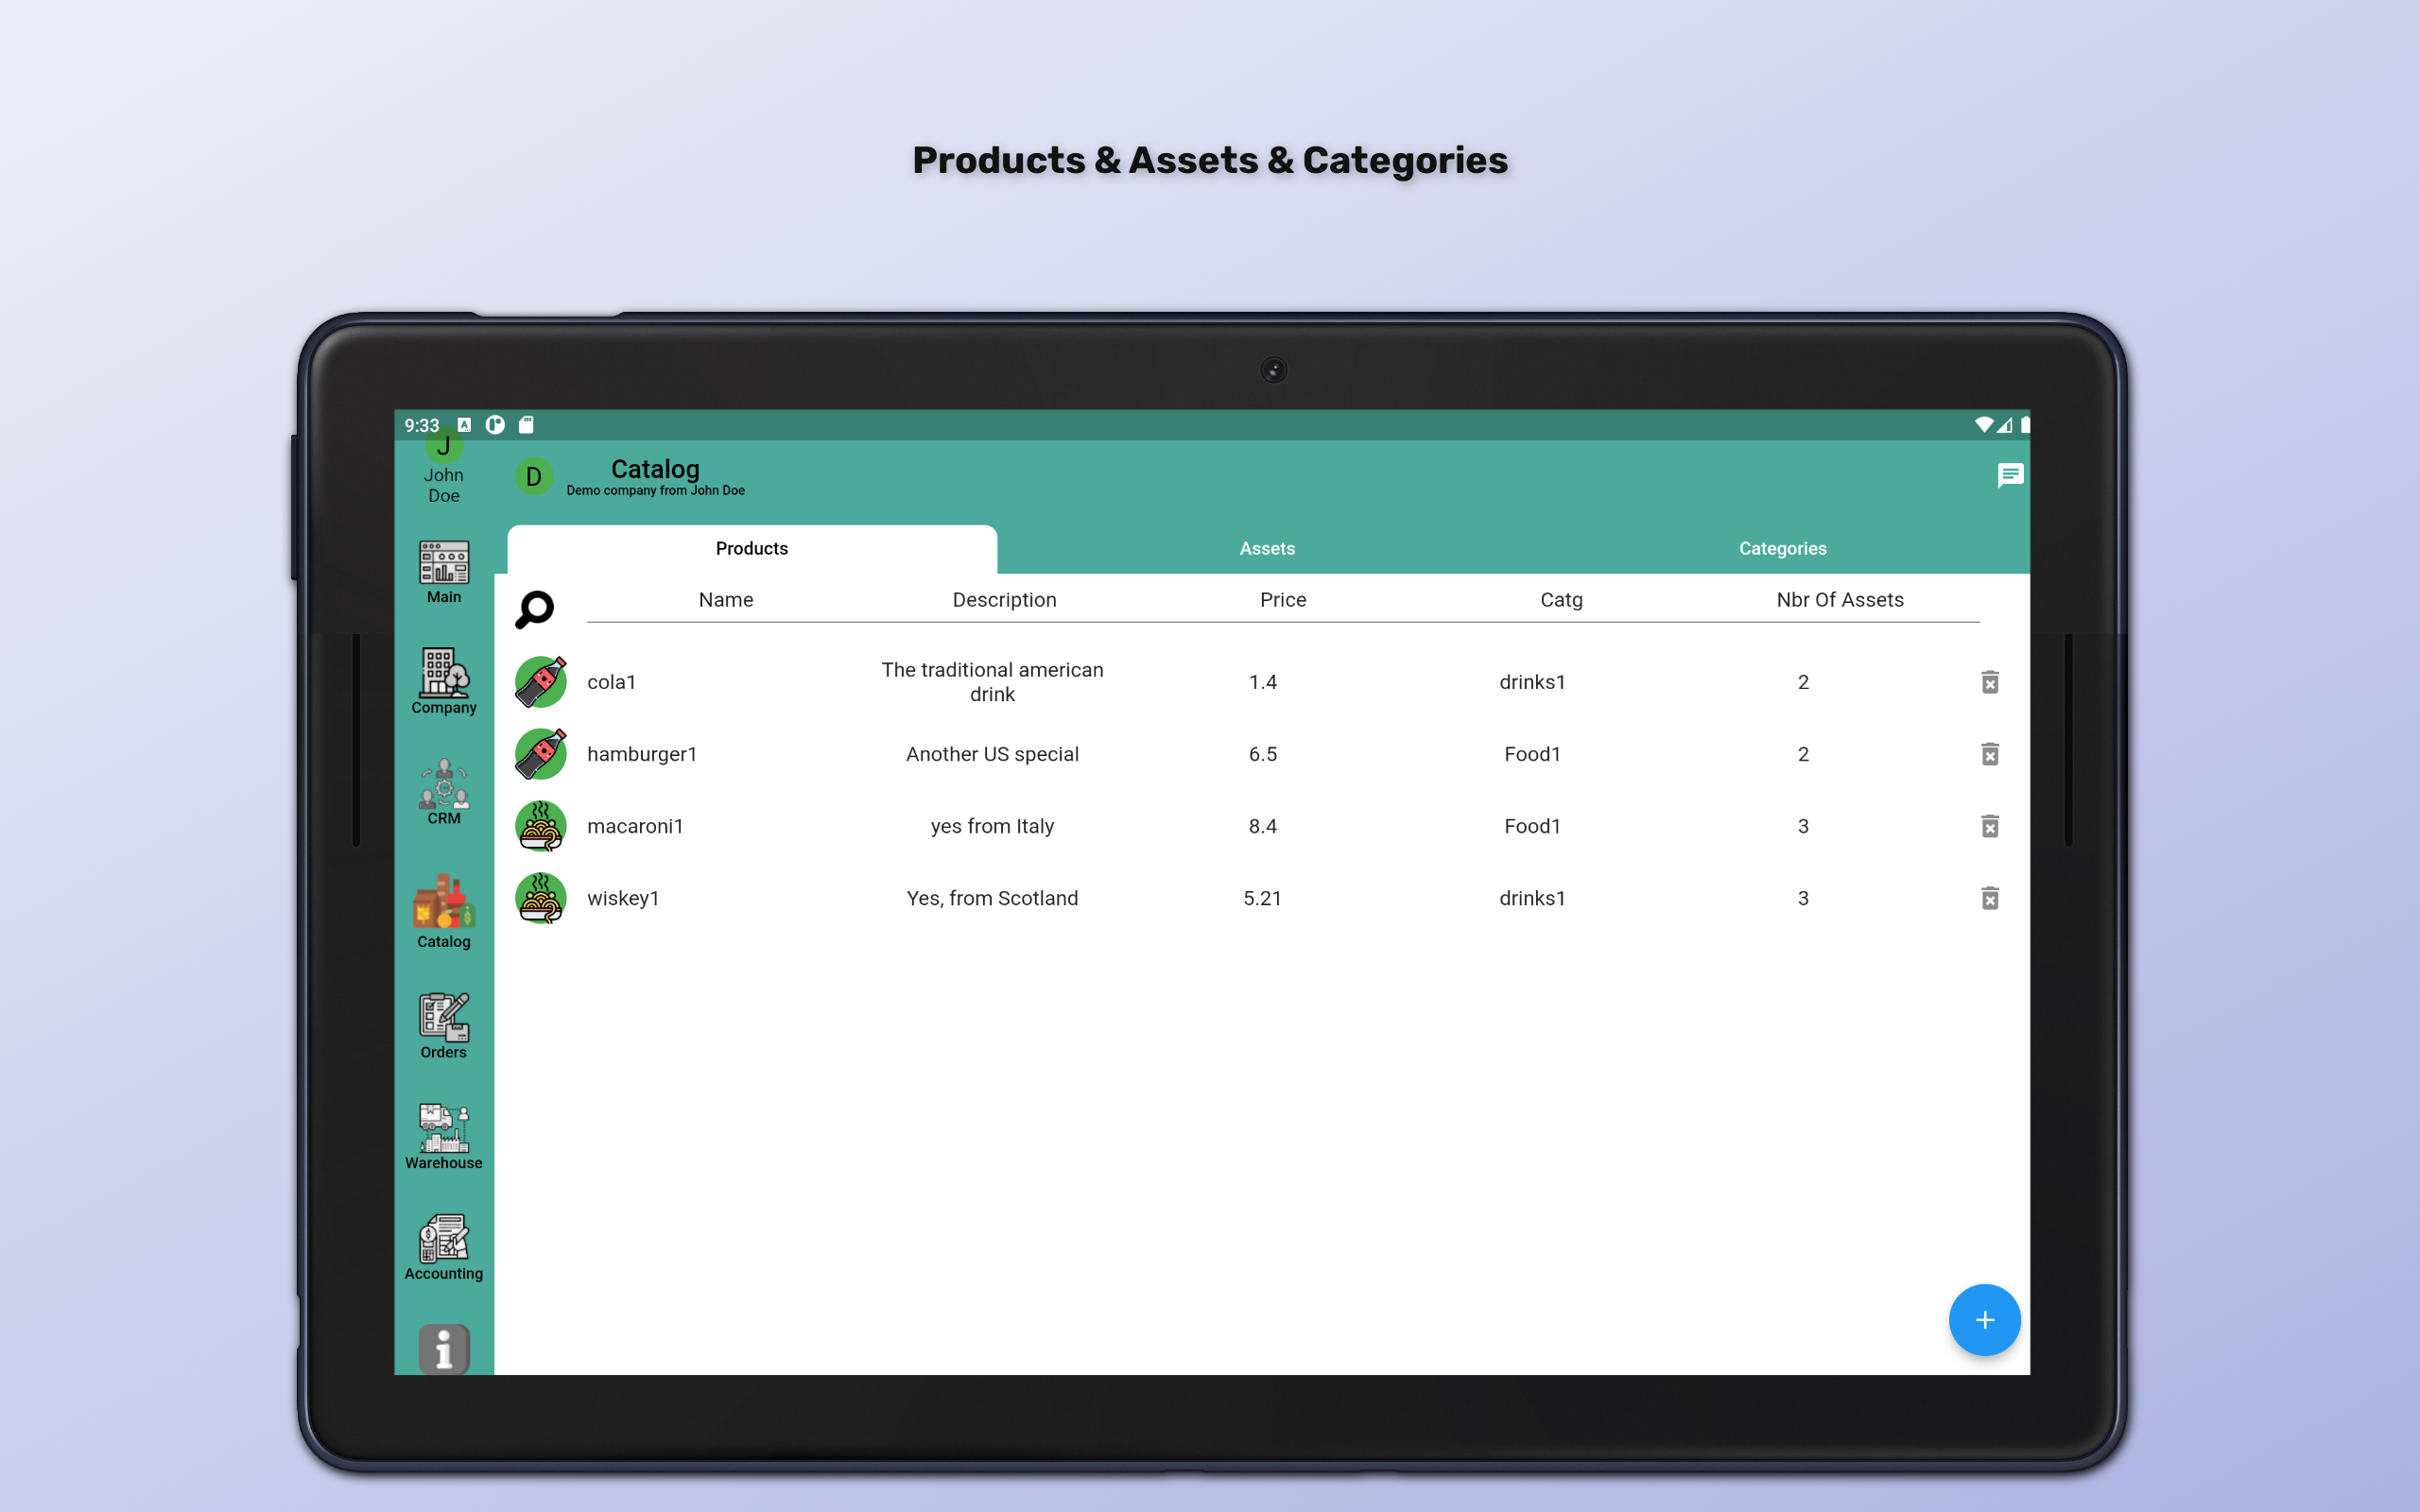 Products & Assets & Categories
9:33
J
John
Doe
D
Catalog
Demo company from John Doe
Main
Company
CRM
Catalog
Orders
Warehouse
Accounting
Products Assets Categories
Name Description Price Catg Nbr Of Assets
cola1 The traditional american drink 1.4 drinks1 2
hamburger1 Another US special 6.5 Food1 2
macaroni1 yes from Italy 8.4 Food1 3
wiskey1 Yes, from Scotland 5.21 drinks1 3